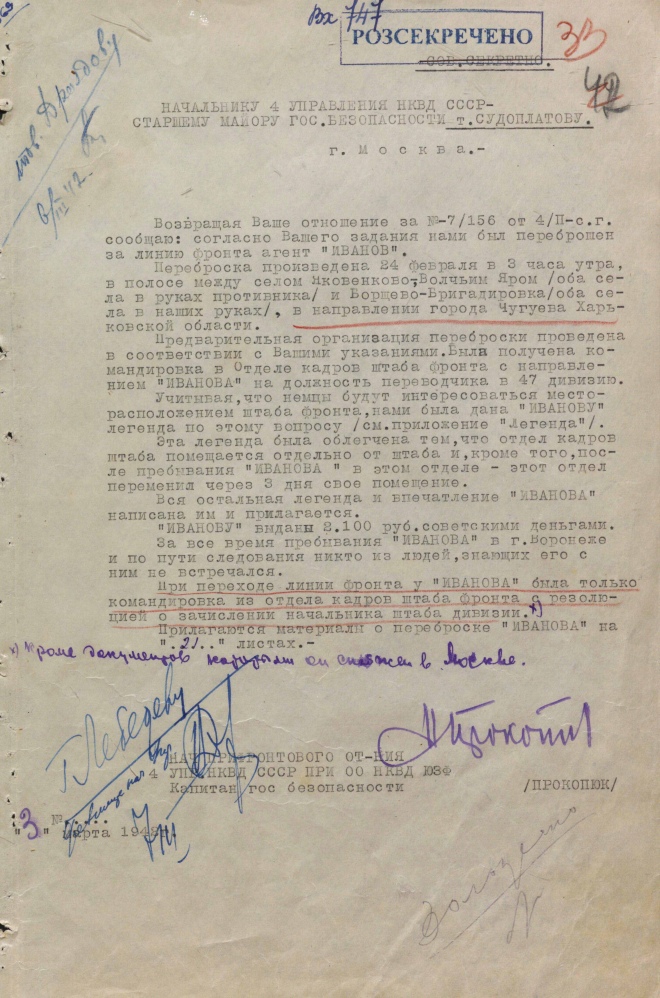 Вх 747
РОЗСЕКРЕЧЕНО
33
СОВ.СЕКРЕТНО.
42
НАЧАЛЬНИКУ 4 УПРАВЛЕНИЯ НКВД СССР-
СТАРШЕМУ МАЙОРУ ГОС.БЕЗОПАСНОСТИ т.СУДОПЛАТОВУ.
г. М о с к в а.-
Возвращая Ваше отношение за №-7/156 от 4/П-с.г.
сообщаю: согласно Вашего задания нами был переброшен
за линию фронта агент "ИВАНОВ".
Переброска произведена 24 февраля в 3 часа утра,
в полосе между селом Яковенково-Волчьим Яром /оба се-
ла в руках противника/ и Борщево-Бригадировка/оба се-
ла в наших руках/, в направлении города Чугуева Харь-
ковской области.
Предварительная организация переброски проведена
в соответствии с Вашими указаниями.Была получена ко-
мандировка в Отделе кадров штаба фронта с направле-
нием "ИВАНОВА" на должность переводчика в 47 дивизию.
Учитывая,что немцы будут интересоваться место-
расположением штаба фронта,нами была дана "ИВАНОВУ"
легенда по этому вопросу /см.приложение "Легенда"/.
Эта легенда была облегчена тем,что отдел кадров
штаба помещается отдельно от штаба и,кроме того,пос-
ле пребывания "ИВАНОВА " в этом отделе - этот отдел
переменил через 3 дня свое помещение.
Вся остальная легенда и впечатление "ИВАНОВА"
написана им и прилагается.
"ИВАНОВУ" выданы 2.100 руб.советскими деньгами.
За все время пребывания "ИВАНОВА" в г.Воронеже
и по пути следования никто из людей,знающих его с
ним не встречался.
При переходе линии фронта у "ИВАНОВА" была только
командировка из отдела кадров штаба фронта с резолю-
цией о зачислении начальника штаба дивизии.х)
Прилагаются материалы о переброске "ИВАНОВА" на
"..21.." листах.-
х) Кроме документов которыми он снабжен в Москве.
Т. Лебедеву
НАЧ ПРИФРОНТОВОГО ОТ-НИЯ
4 УПР НКВД СССР ПРИ ОО НКВД ЮЗФ
Капитан гос безопасности /ПРОКОПЮК/
№
"3" марта 1942г.
7/III